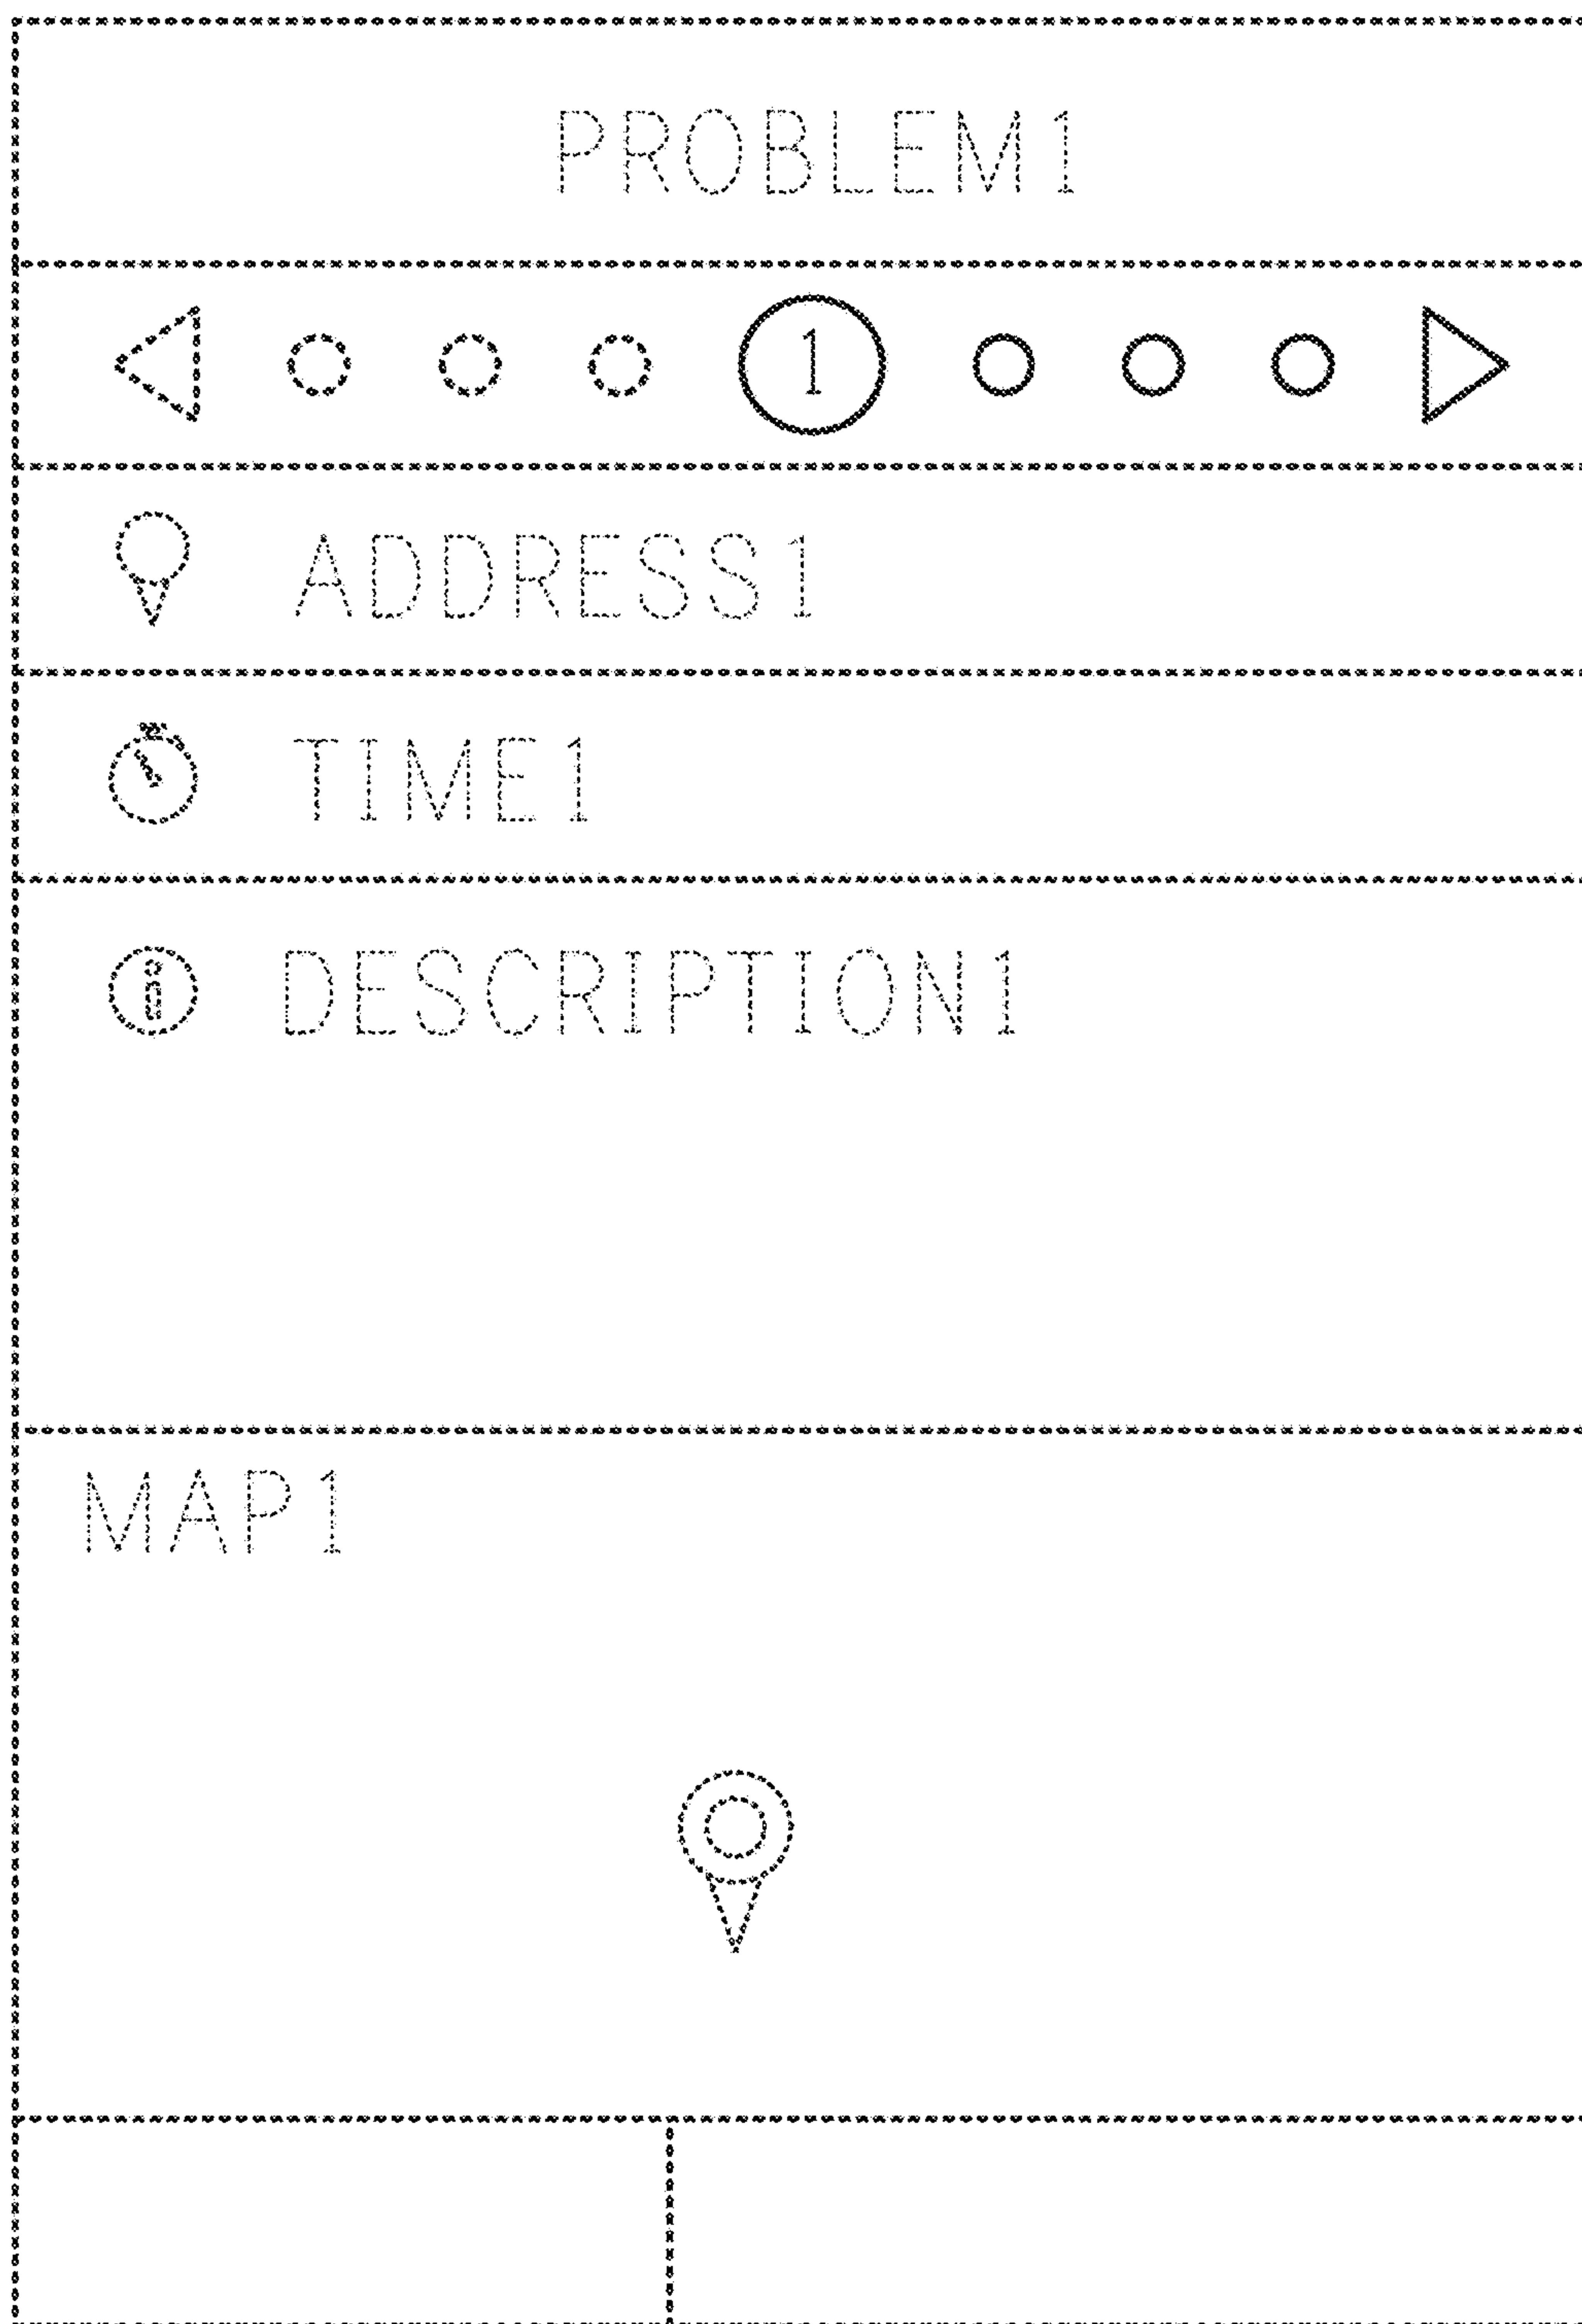 PROBLEM1
1
ADDRESS1
TIME1
i DESCRIPTION1
MAP1